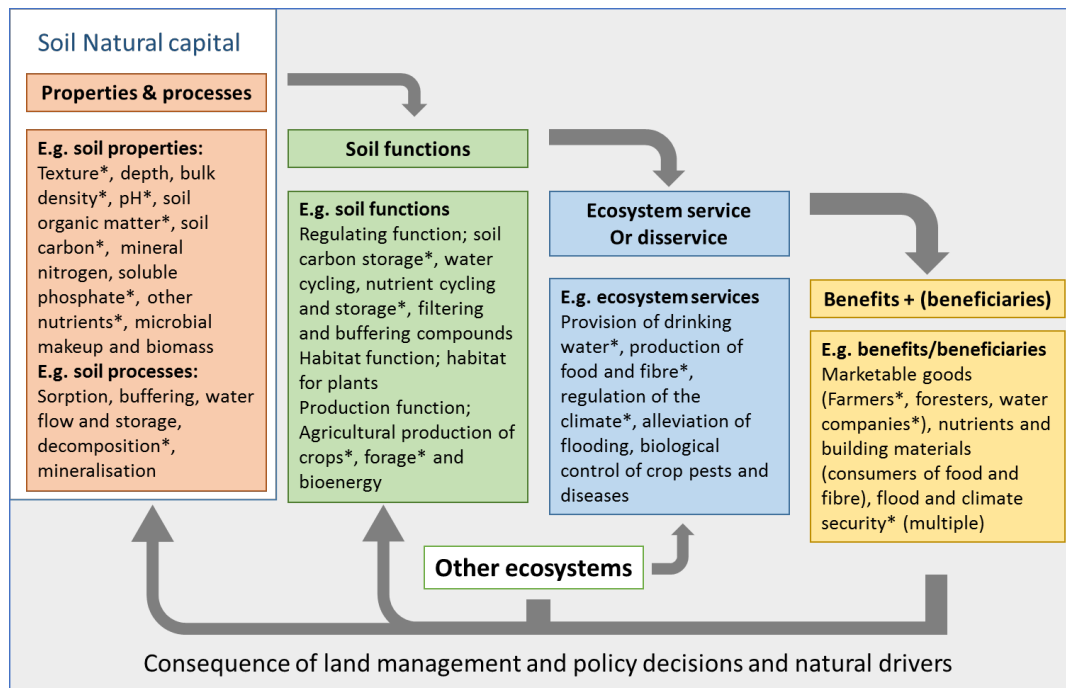 Soil Natural capital
Properties & processes
E.g. soil properties:
Texture*, depth, bulk
density*, pH*, soil
organic matter*, soil
carbon*, mineral
nitrogen, soluble
phosphate*, other
nutrients*, microbial
makeup and biomass
E.g. soil processes:
Sorption, buffering, water
flow and storage,
decomposition*,
mineralisation
Soil functions
E.g. soil functions
Regulating function; soil
carbon storage*, water
cycling, nutrient cycling
and storage*, filtering
and buffering compounds
Habitat function; habitat
for plants
Production function;
Agricultural production of
crops*, forage* and
bioenergy
Ecosystem service
Or disservice
E.g. ecosystem services
Provision of drinking
water*, production of
food and fibre*,
regulation of the
climate*, alleviation of
flooding, biological
control of crop pests and
diseases
Benefits + (beneficiaries)
E.g. benefits/beneficiaries
Marketable goods
(Farmers*, foresters, water
companies*), nutrients and
building materials
(consumers of food and
fibre), flood and climate
security* (multiple)
Other ecosystems
Consequence of land management and policy decisions and natural drivers